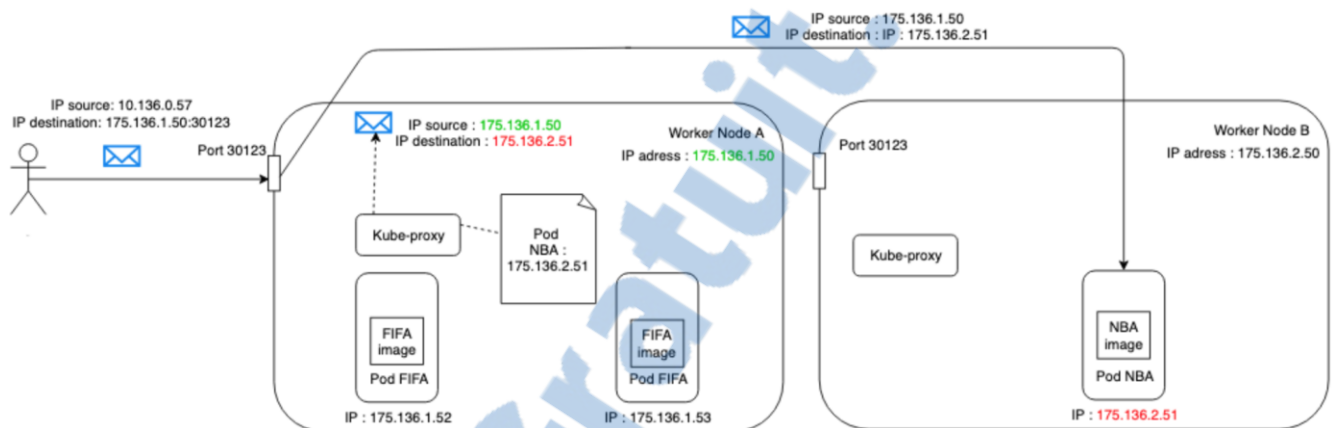 IP source : 175.136.1.50
IP destination : IP : 175.136.2.51
IP source: 10.136.0.57
IP destination: 175.136.1.50:30123
Port 30123
IP source : 175.136.1.50
IP destination : 175.136.2.51
Worker Node A
IP adress : 175.136.1.50
Kube-proxy
Pod
NBA :
175.136.2.51
FIFA
image
Pod FIFA
IP : 175.136.1.52
FIFA
image
Pod FIFA
IP : 175.136.1.53
Port 30123
Worker Node B
IP adress : 175.136.2.50
Kube-proxy
NBA
image
Pod NBA
IP : 175.136.2.51
Gratuit.